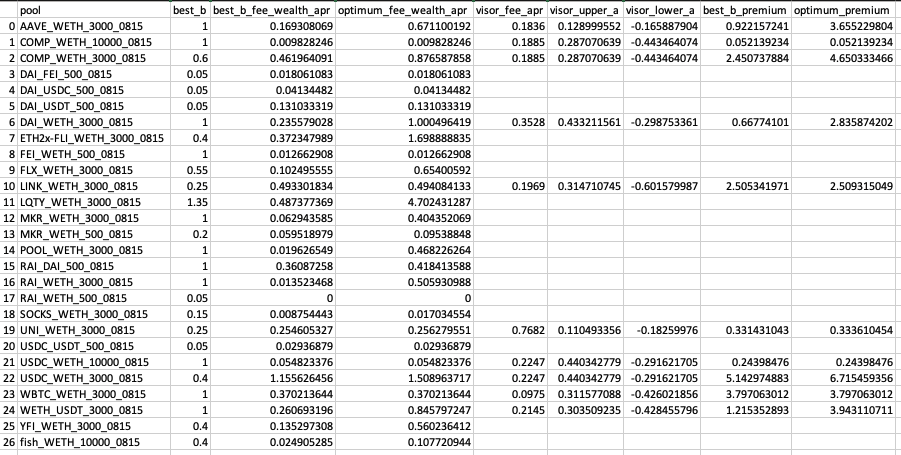 pool best_b best_b_fee_wealth_apr optimum_fee_wealth_apr visor_fee_apr visor_upper_a visor_lower_a best_b_premium optimum_premium
0 AAVE_WETH_3000_0815 1 0.169308069 0.671100192 0.1836 0.128999552 -0.165887904 0.922157241 3.655229804
1 COMP_WETH_10000_0815 1 0.009828246 0.009828246 0.1885 0.287070639 -0.443464074 0.052139234 0.052139234
2 COMP_WETH_3000_0815 0.6 0.461964091 0.876587858 0.1885 0.287070639 -0.443464074 2.450737884 4.650333466
3 DAI_FEI_500_0815 0.05 0.018061083 0.018061083
4 DAI_USDC_500_0815 0.05 0.04134482 0.04134482
5 DAI_USDT_500_0815 0.05 0.131033319 0.131033319
6 DAI_WETH_3000_0815 1 0.235579028 1.000496419 0.3528 0.433211561 -0.298753361 0.66774101 2.835874202
7 ETH2x-FLI_WETH_3000_0815 0.4 0.372347989 1.698888835
8 FEI_WETH_500_0815 1 0.012662908 0.012662908
9 FLX_WETH_3000_0815 0.55 0.102495555 0.65400592
10 LINK_WETH_3000_0815 0.25 0.493301834 0.494084133 0.1969 0.314710745 -0.601579987 2.505341971 2.509315049
11 LQTY_WETH_3000_0815 1.35 0.487377369 4.702431287
12 MKR_WETH_3000_0815 1 0.062943585 0.404352069
13 MKR_WETH_500_0815 0.2 0.059518979 0.09538848
14 POOL_WETH_3000_0815 1 0.019626549 0.468226264
15 RAI_DAI_500_0815 1 0.36087258 0.418413588
16 RAI_WETH_3000_0815 1 0.013523468 0.505930988
17 RAI_WETH_500_0815 0.05 0 0
18 SOCKS_WETH_3000_0815 0.15 0.008754443 0.017034554
19 UNI_WETH_3000_0815 0.25 0.254605327 0.256279551 0.7682 0.110493356 -0.18259976 0.331431043 0.333610454
20 USDC_USDT_500_0815 0.05 0.02936879 0.02936879
21 USDC_WETH_10000_0815 1 0.054823376 0.054823376 0.2247 0.440342779 -0.291621705 0.24398476 0.24398476
22 USDC_WETH_3000_0815 0.4 1.155626456 1.508963717 0.2247 0.440342779 -0.291621705 5.142974883 6.715459356
23 WBTC_WETH_3000_0815 1 0.370213644 0.370213644 0.0975 0.311577088 -0.426021856 3.797063012 3.797063012
24 WETH_USDT_3000_0815 1 0.260693196 0.845797247 0.2145 0.303509235 -0.428455796 1.215352893 3.943110711
25 YFI_WETH_3000_0815 0.4 0.135297308 0.560236412
26 fish_WETH_10000_0815 0.4 0.024905285 0.107720944